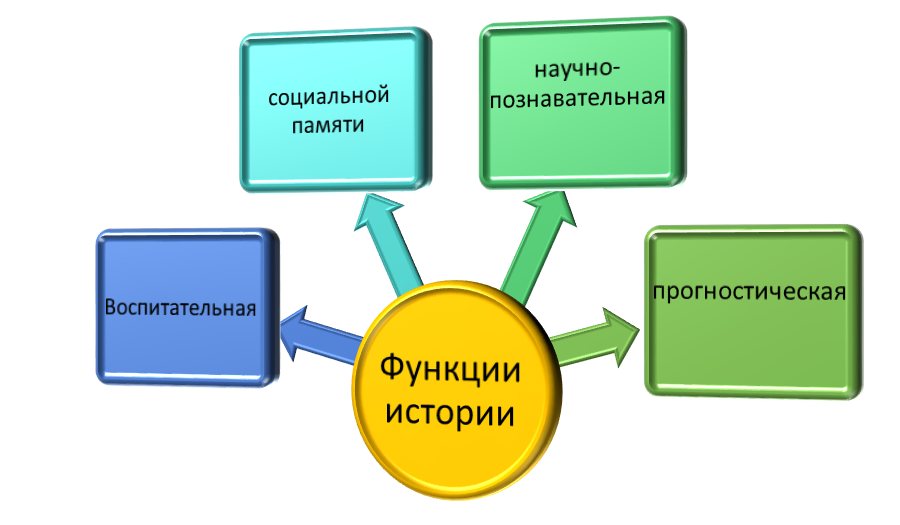 социальной
памяти
научно-
познавательная
Воспитательная
прогностическая
Функции
истории